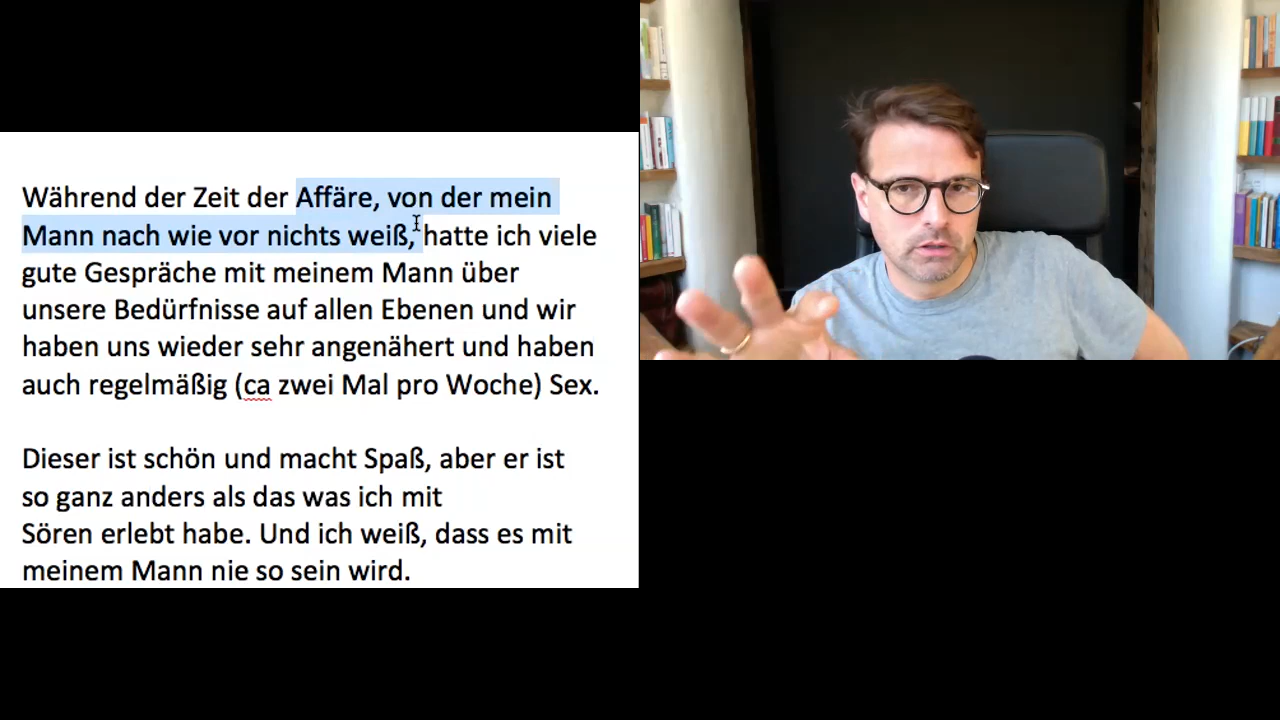 Während der Zeit der Affäre, von der mein
Mann nach wie vor nichts weiß, hatte ich viele
gute Gespräche mit meinem Mann über
unsere Bedürfnisse auf allen Ebenen und wir
haben uns wieder sehr angenähert und haben
auch regelmäßig (ca zwei Mal pro Woche) Sex.
Dieser ist schön und macht Spaß, aber er ist
so ganz anders als das was ich mit
Sören erlebt habe. Und ich weiß, dass es mit
meinem Mann nie so sein wird.